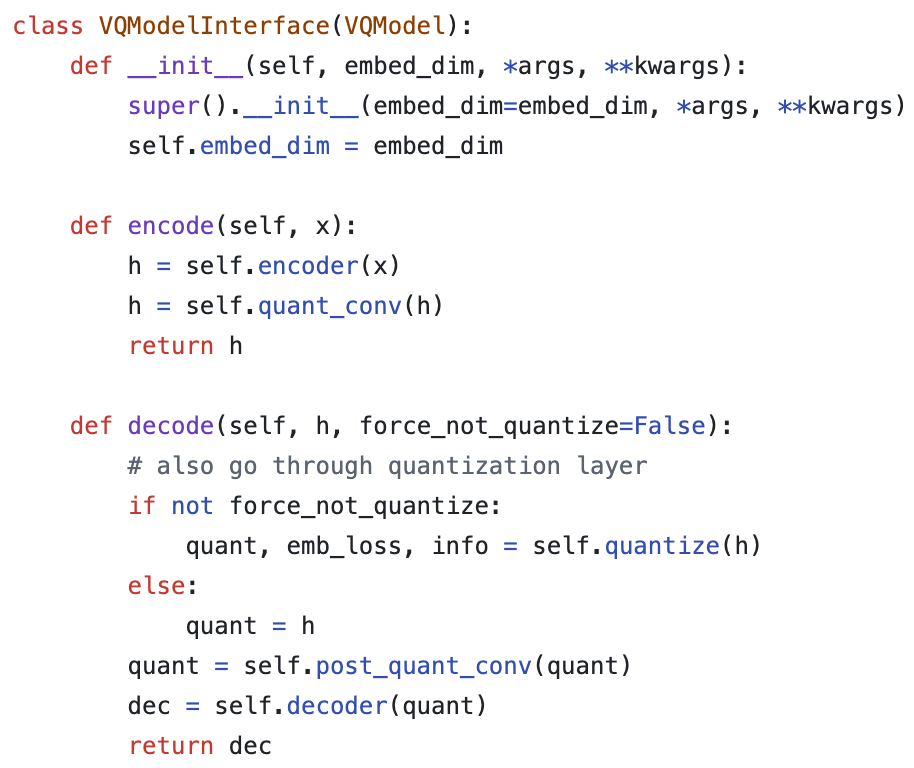 class VQModelInterface(VQModel):
    def __init__(self, embed_dim, *args, **kwargs):
        super().__init__(embed_dim=embed_dim, *args, **kwargs)
        self.embed_dim = embed_dim

    def encode(self, x):
        h = self.encoder(x)
        h = self.quant_conv(h)
        return h

    def decode(self, h, force_not_quantize=False):
        # also go through quantization layer
        if not force_not_quantize:
            quant, emb_loss, info = self.quantize(h)
        else:
            quant = h
        quant = self.post_quant_conv(quant)
        dec = self.decoder(quant)
        return dec